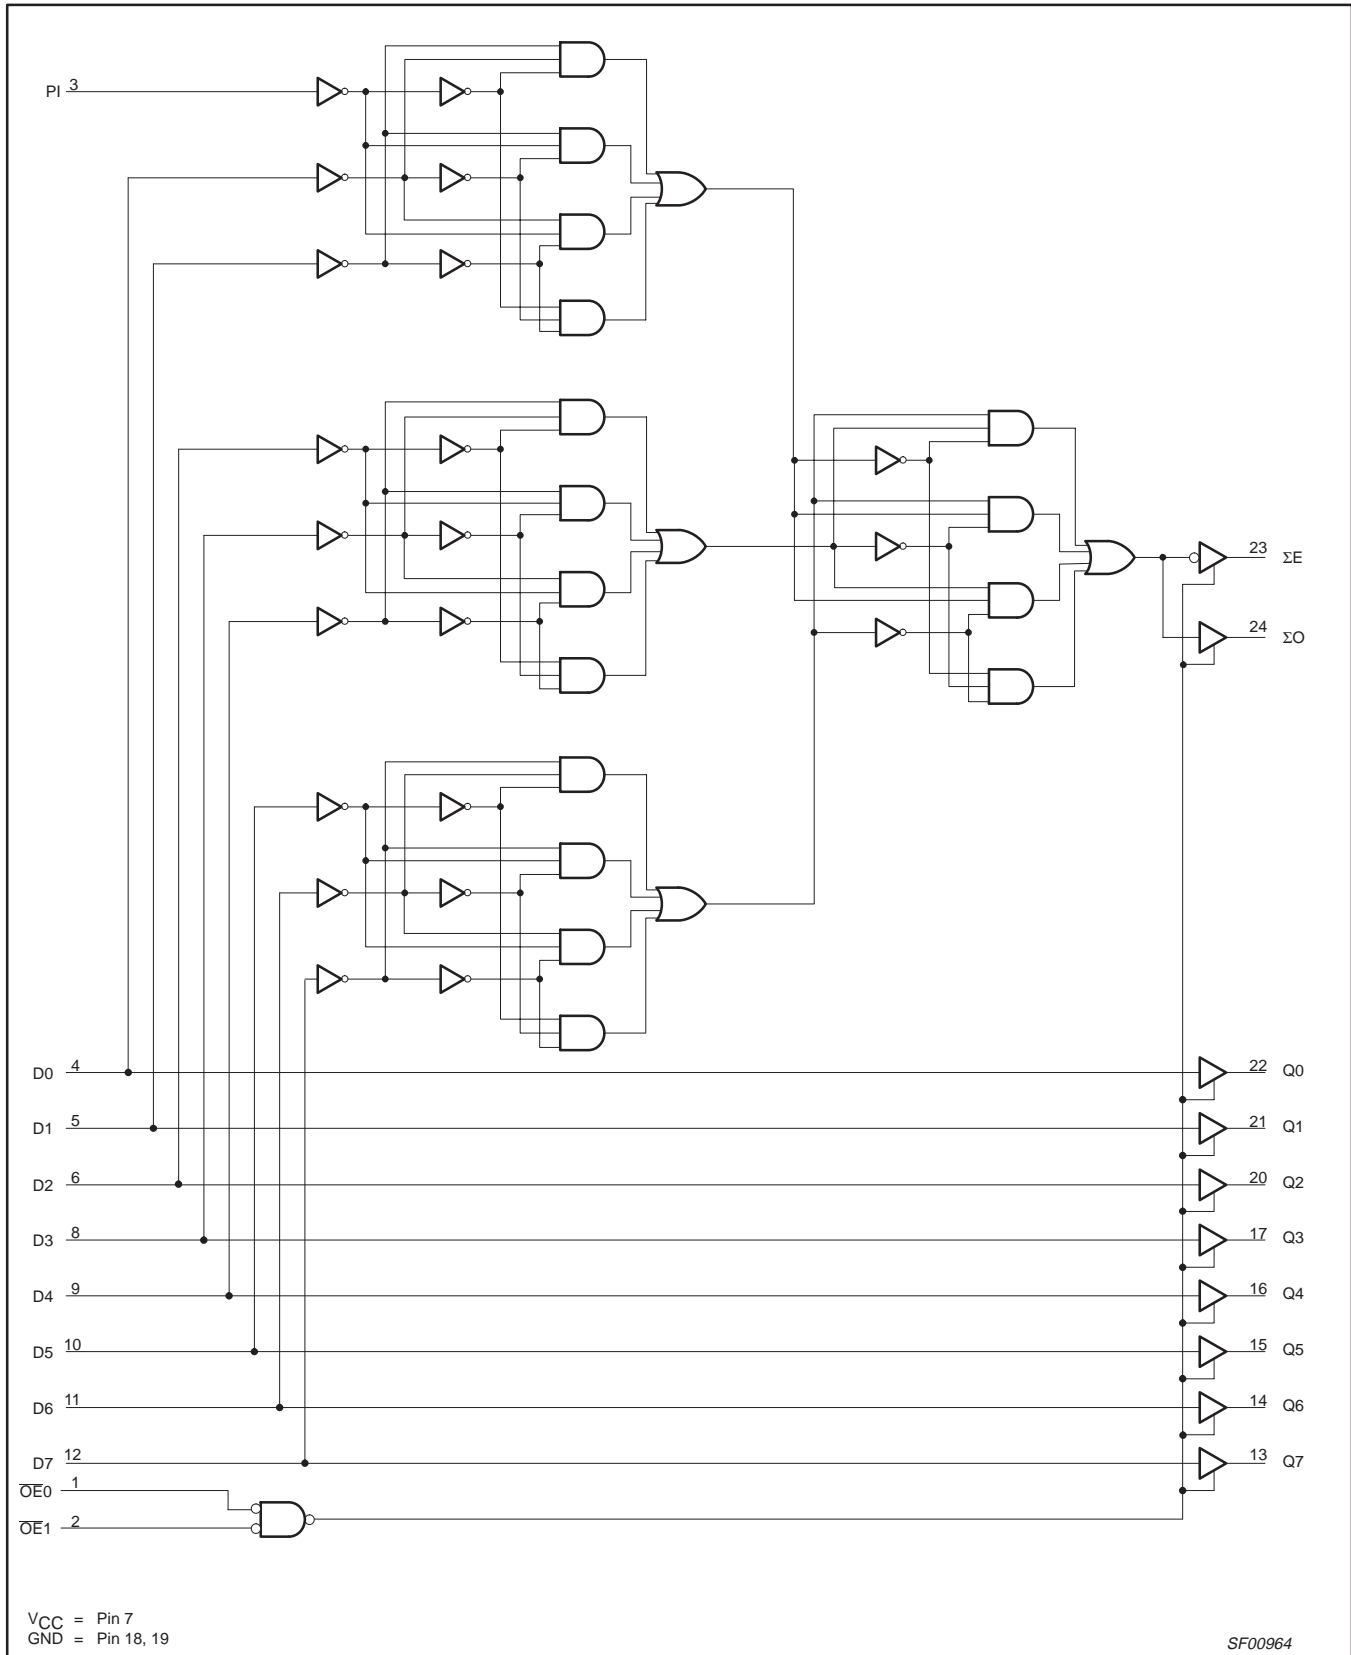 PI 3
23 ΣE
24 ΣO
D0 4 22 Q0
D1 5 21 Q1
D2 6 20 Q2
D3 8 17 Q3
D4 9 16 Q4
D5 10 15 Q5
D6 11 14 Q6
D7 12 13 Q7
O̅E̅0 1
O̅E̅1 2
VCC = Pin 7
GND = Pin 18, 19
SF00964